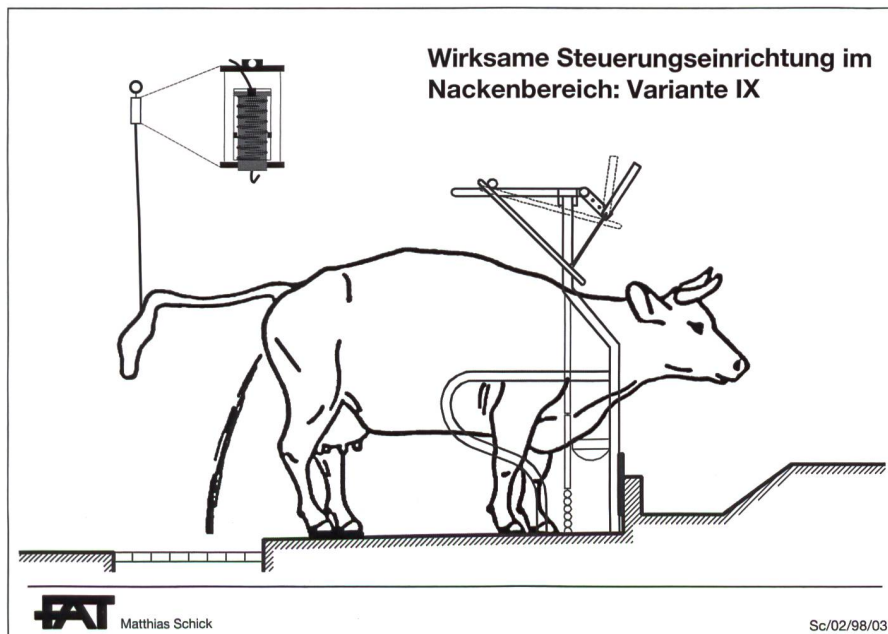 Wirksame Steuerungseinrichtung im
Nackenbereich: Variante IX
FAT Matthias Schick
Sc/02/98/03